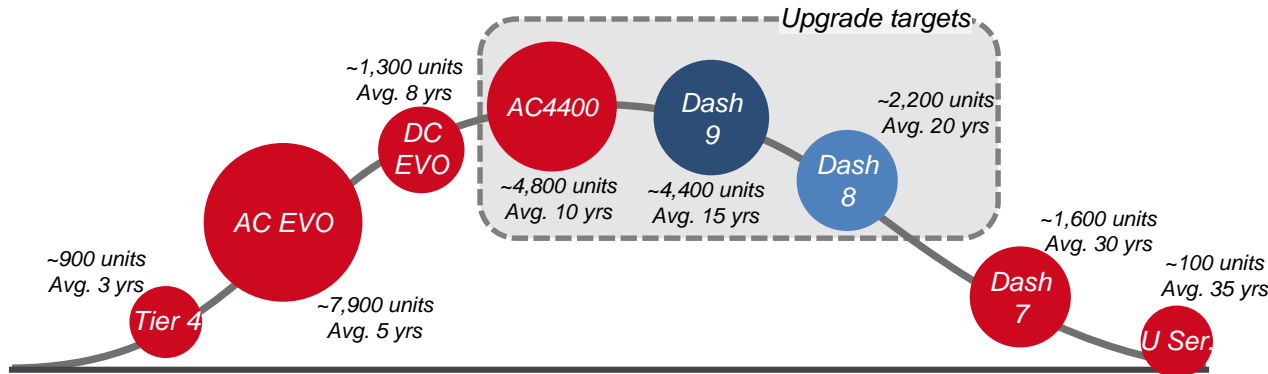 Upgrade targets
~900 units
Avg. 3 yrs
Tier 4
AC EVO
~7,900 units
Avg. 5 yrs
~1,300 units
Avg. 8 yrs
DC
EVO
AC4400
~4,800 units
Avg. 10 yrs
Dash
9
~4,400 units
Avg. 15 yrs
~2,200 units
Avg. 20 yrs
Dash
8
~1,600 units
Avg. 30 yrs
Dash
7
~100 units
Avg. 35 yrs
U Ser.